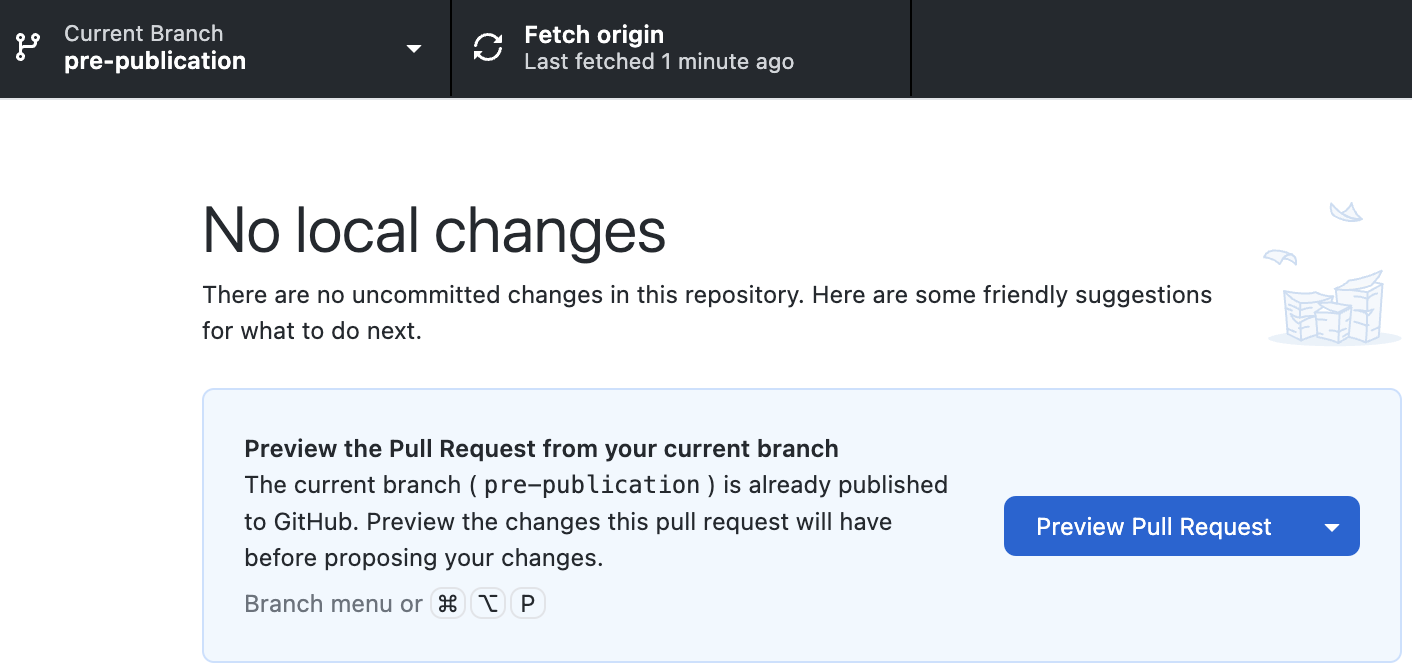 Current Branch
pre-publication
Fetch origin
Last fetched 1 minute ago
No local changes
There are no uncommitted changes in this repository. Here are some friendly suggestions
for what to do next.
Preview the Pull Request from your current branch
The current branch ( pre-publication ) is already published
to GitHub. Preview the changes this pull request will have
before proposing your changes.
Branch menu or ⌘ ⌥ P
Preview Pull Request